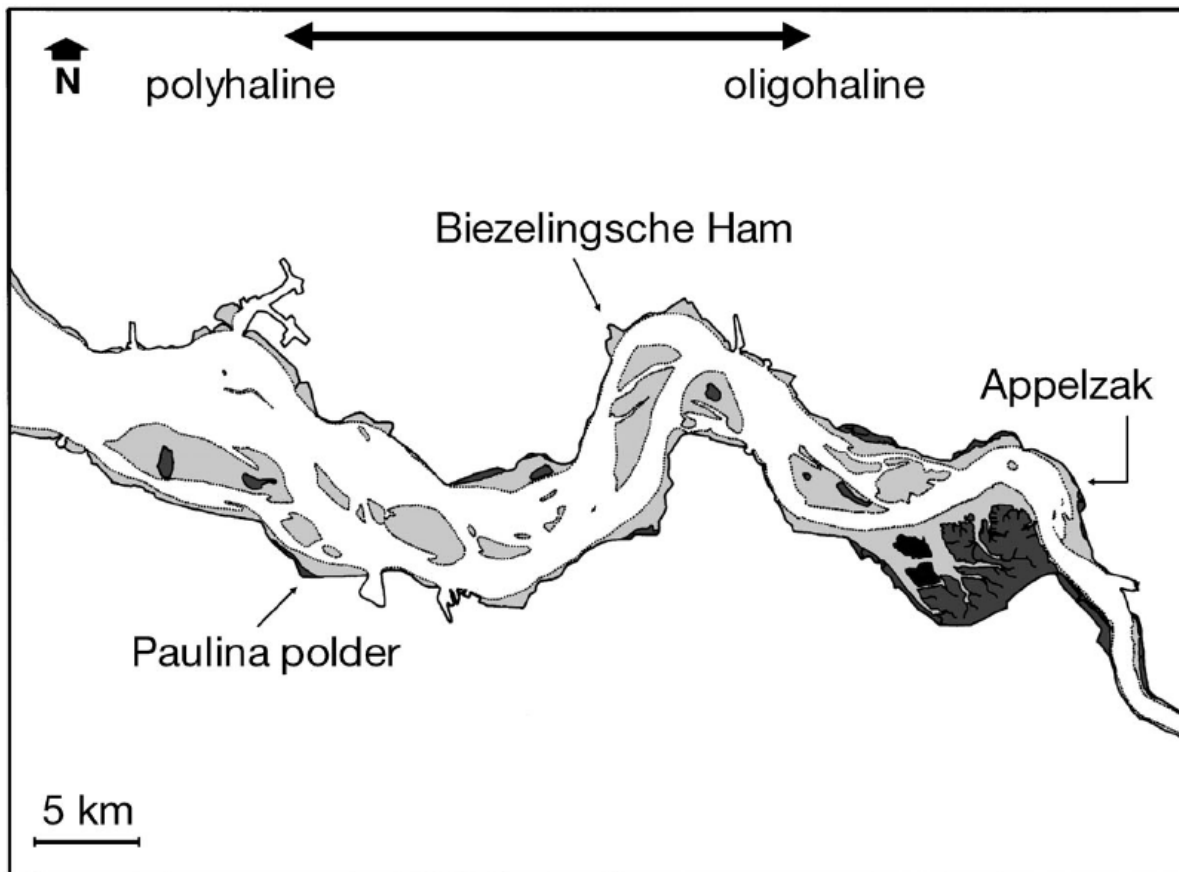 N
polyhaline
oligohaline
Biezelingsche Ham
Appelzak
Paulina polder
5 km